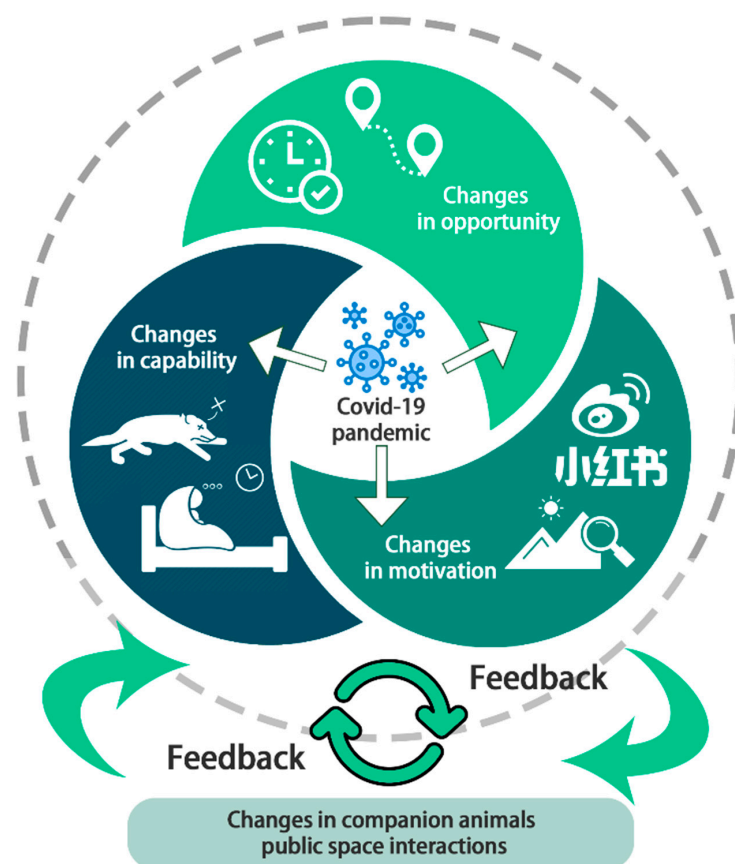 Changes
in opportunity
Changes
in capability
Covid-19
pandemic
小红书
Changes
in motivation
Feedback
Feedback
Changes in companion animals
public space interactions